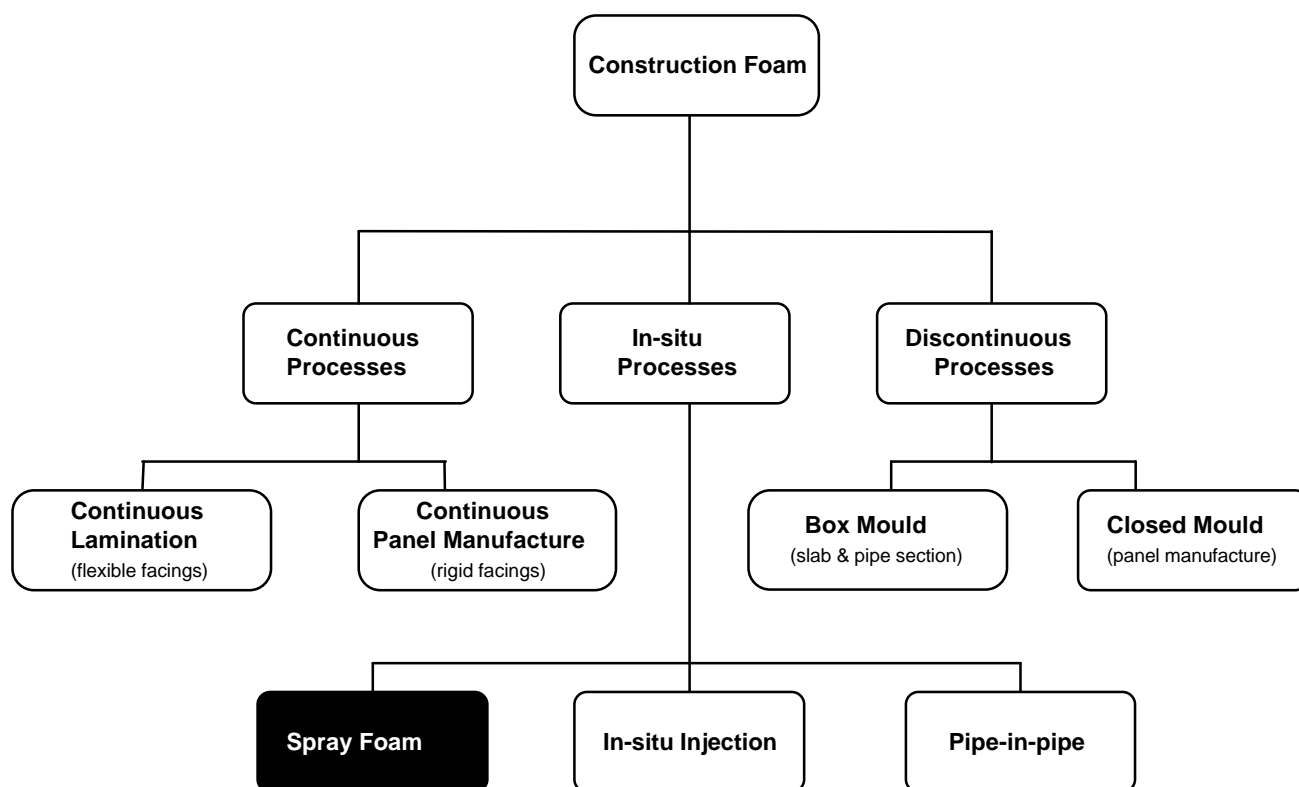 Construction Foam
Continuous
Processes
In-situ
Processes
Discontinuous
Processes
Continuous
Lamination
(flexible facings)
Continuous
Panel Manufacture
(rigid facings)
Box Mould
(slab & pipe section)
Closed Mould
(panel manufacture)
Spray Foam
In-situ Injection
Pipe-in-pipe